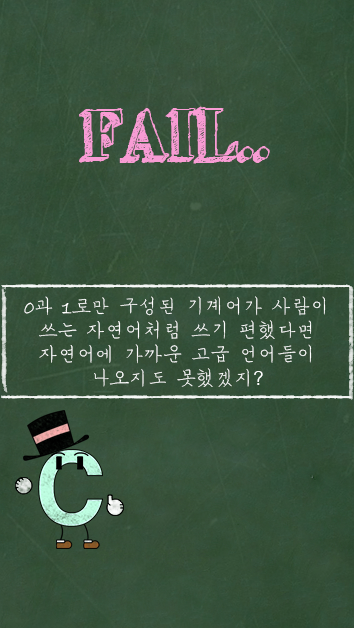 FAIL...
0과 1로만 구성된 기계어가 사람이
쓰는 자연어처럼 쓰기 편했다면
자연어에 가까운 고급 언어들이
나오지도 못했겠지?
C